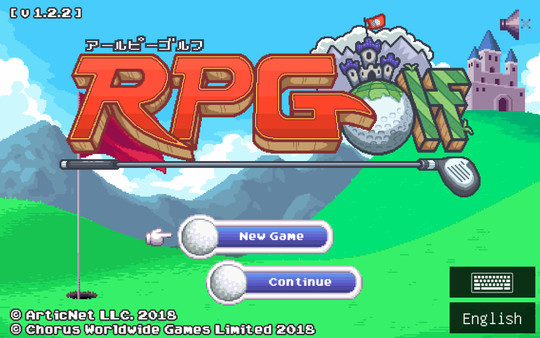 [ v 1.2.2 ]
アールピーゴルフ
RPGolf
New Game
Continue
English
© ArticNet LLC. 2018
© Chorus Worldwide Games Limited 2018